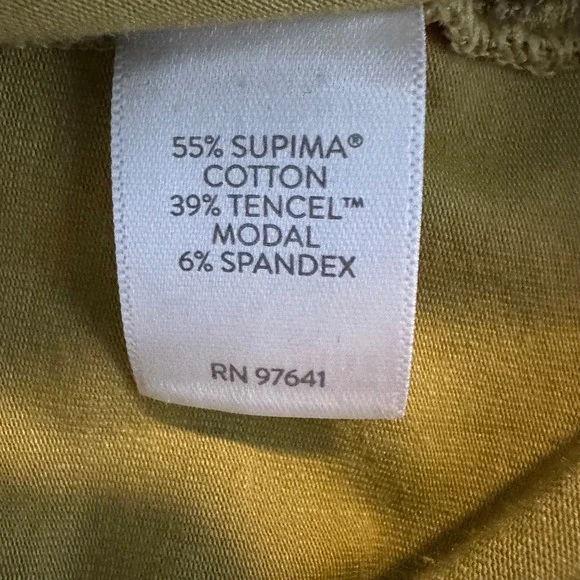 55% SUPIMA®
COTTON
39% TENCEL™
MODAL
6% SPANDEX
RN 97641